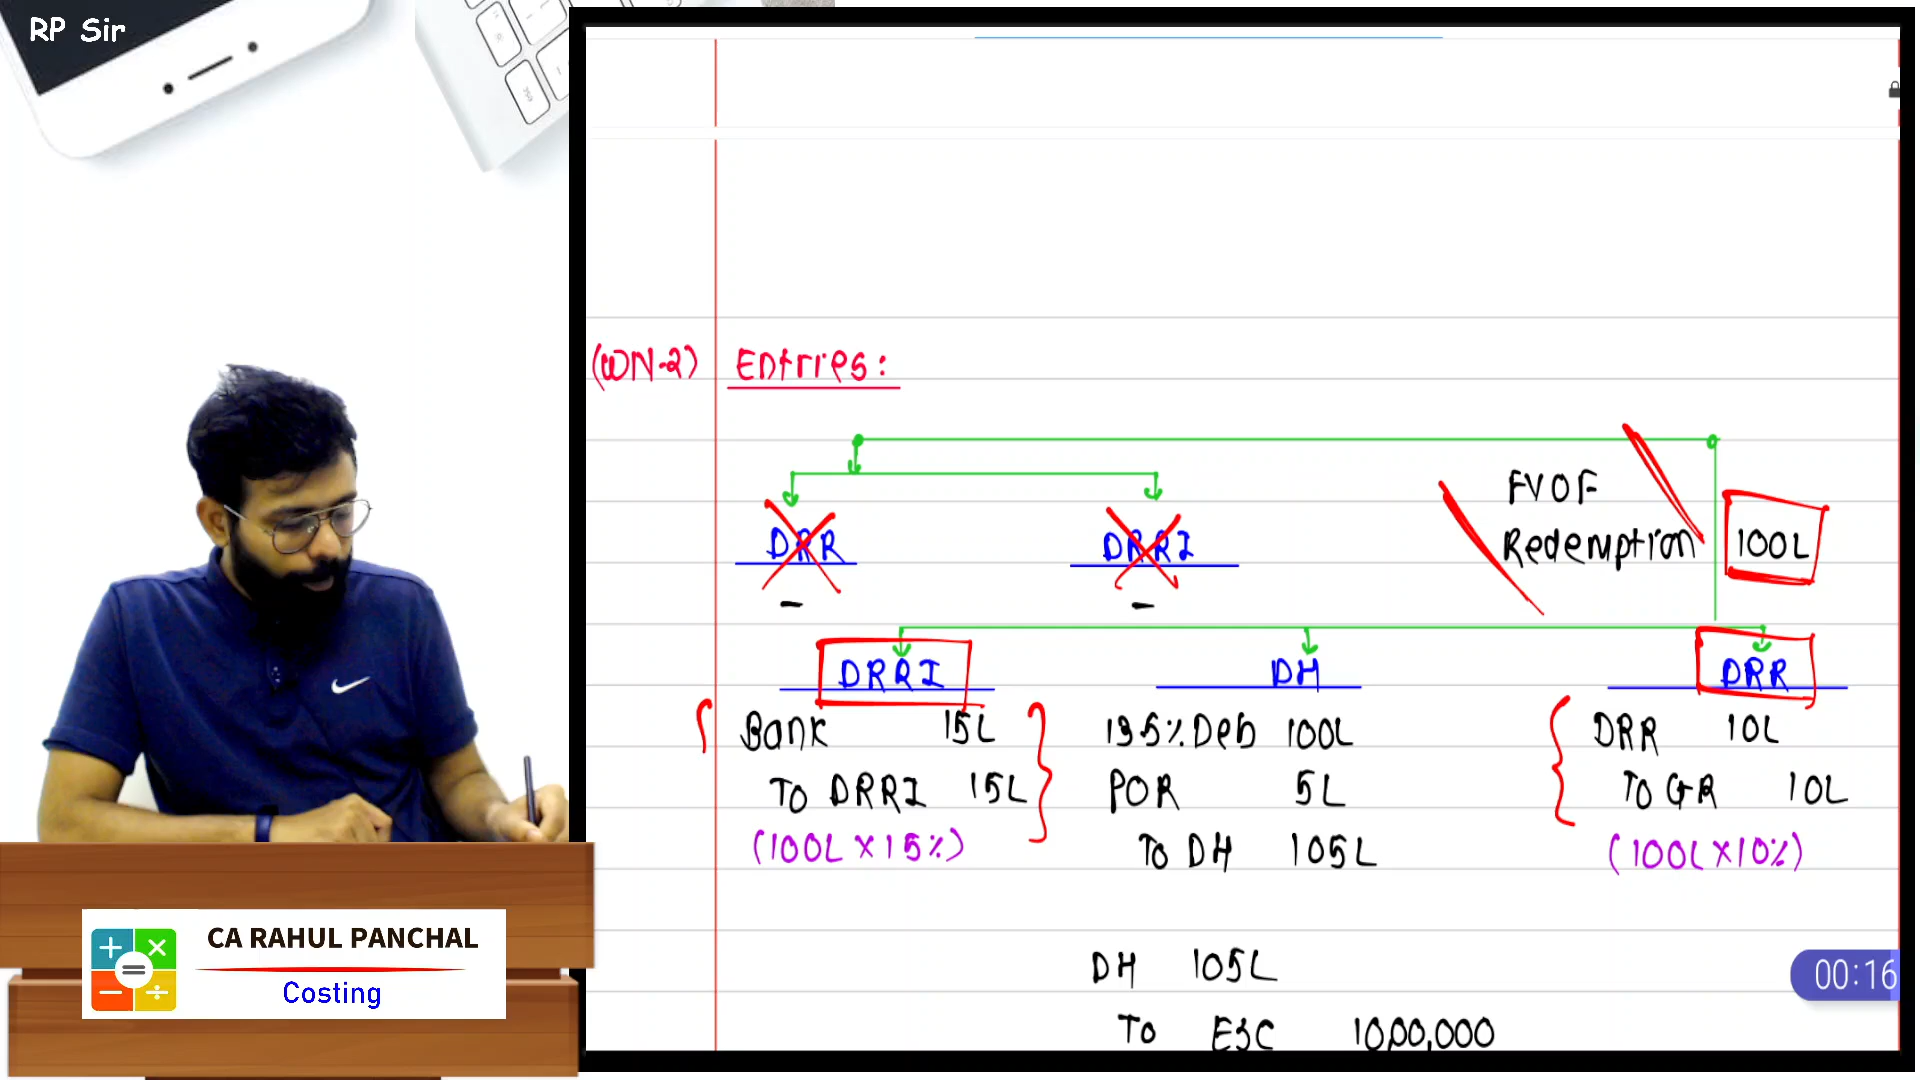 RP Sir
(WN-2) Entries:
DRR DRRI
- -
FV OF
Redemption 100L
DRRI DH DRR
Bank 15L 13.5% Deb 100L DRR 10L
To DRRI 15L POR 5L To GR 10L
(100L X 15%) To DH 105L (100L X 10%)
DH 105L
To ESC 10,00,000
CA RAHUL PANCHAL
Costing
00:16